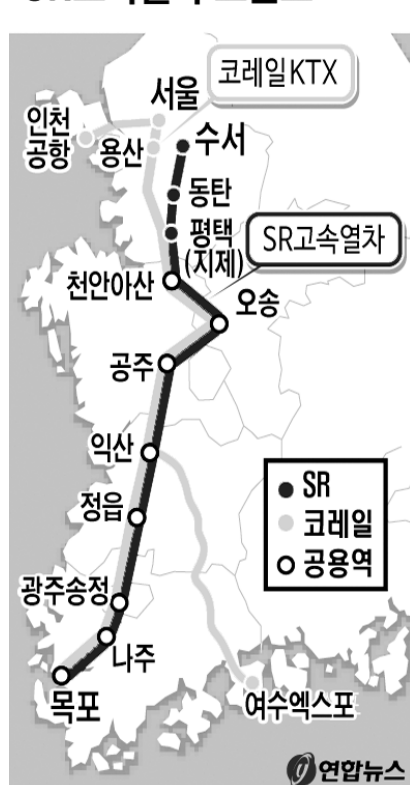 코레일KTX
서울
인천
공항
용산
수서
동탄
평택
(지제)
SR고속열차
천안아산
오송
공주
익산
정읍
SR
코레일
공용역
광주송정
나주
목포
여수엑스포
연합뉴스